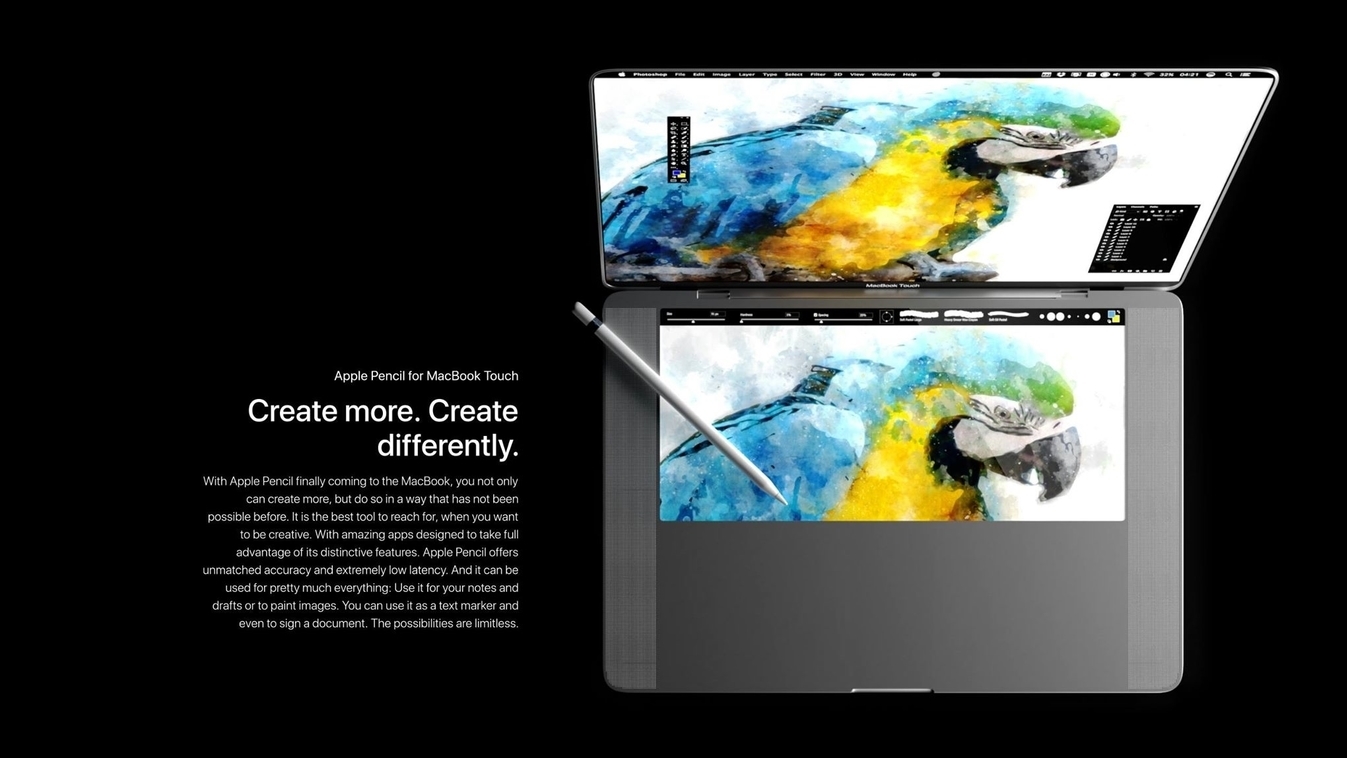 Photoshop File Edit Image Layer Type Select Filter 3D View Window Help 32% 04:21
MacBook Touch
Size
Hardness
Spacing
Apple Pencil for MacBook Touch
Create more. Create
differently.
With Apple Pencil finally coming to the MacBook, you not only
can create more, but do so in a way that has not been
possible before. It is the best tool to reach for, when you want
to be creative. With amazing apps designed to take full
advantage of its distinctive features. Apple Pencil offers
unmatched accuracy and extremely low latency. And it can be
used for pretty much everything: Use it for your notes and
drafts or to paint images. You can use it as a text marker and
even to sign a document. The possibilities are limitless.